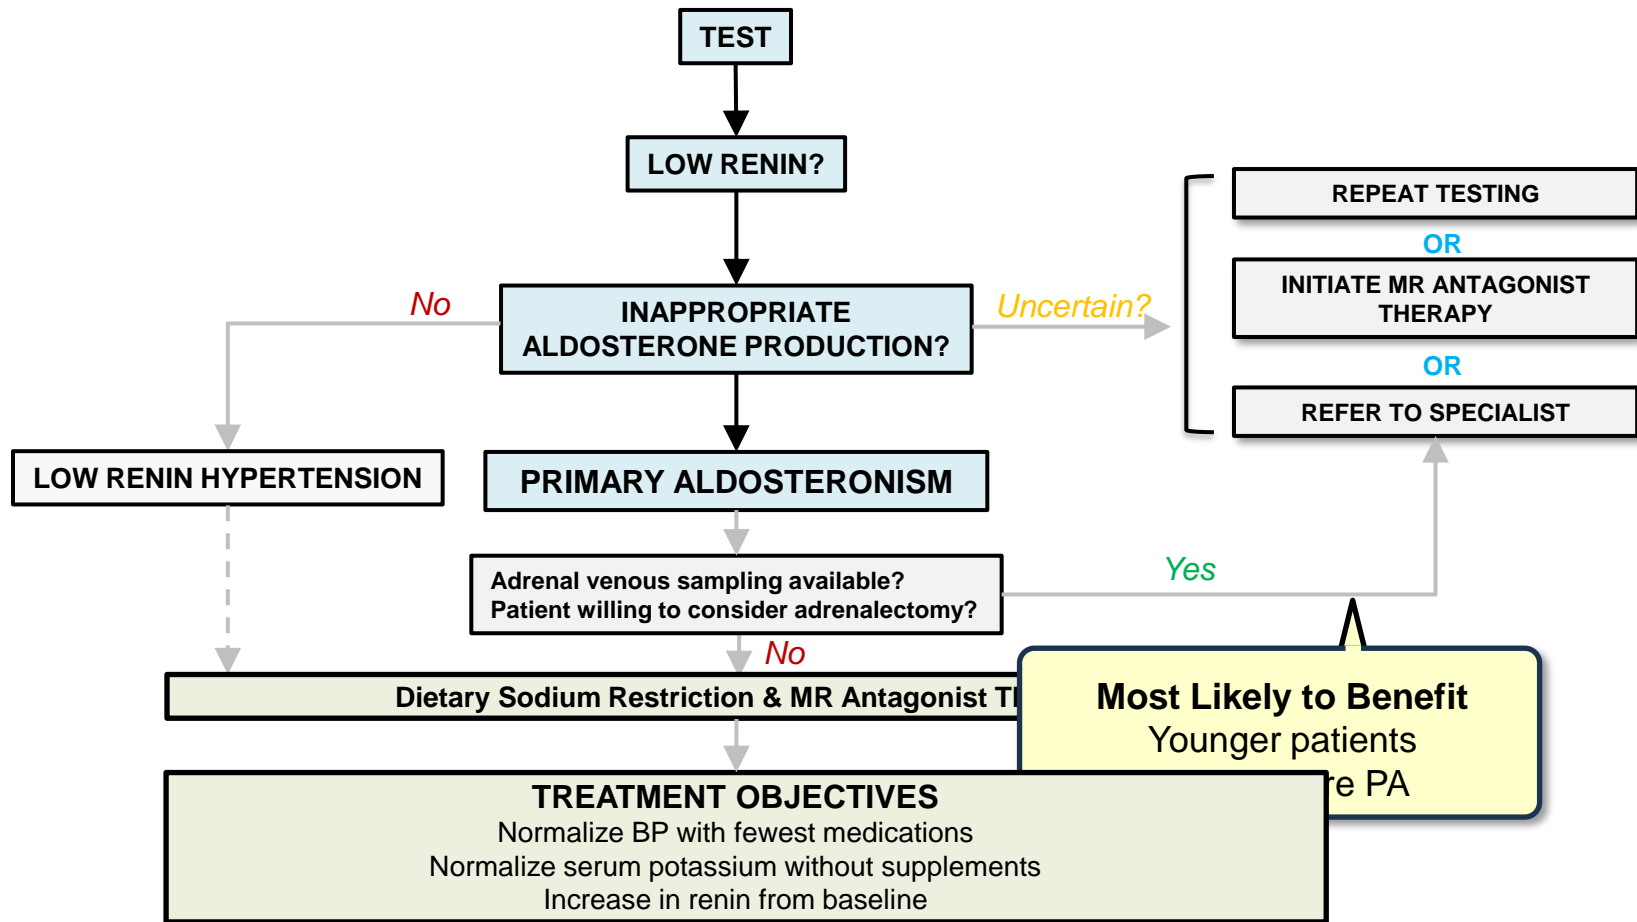 TEST
LOW RENIN?
REPEAT TESTING
OR
INITIATE MR ANTAGONIST
THERAPY
OR
REFER TO SPECIALIST
No
INAPPROPRIATE
ALDOSTERONE PRODUCTION?
Uncertain?
LOW RENIN HYPERTENSION
PRIMARY ALDOSTERONISM
Adrenal venous sampling available?
Patient willing to consider adrenalectomy?
Yes
No
Dietary Sodium Restriction & MR Antagonist
Most Likely to Benefit
Younger patients
PA
TREATMENT OBJECTIVES
Normalize BP with fewest medications
Normalize serum potassium without supplements
Increase in renin from baseline